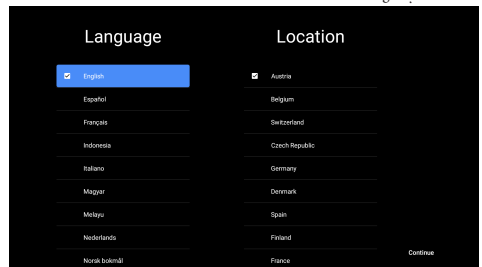 Language
English
Español
Français
Indonesia
Italiano
Magyar
Melayu
Nederlands
Norsk bokmål
Location
Austria
Belgium
Switzerland
Czech Republic
Germany
Denmark
Spain
Finland
France
Continue